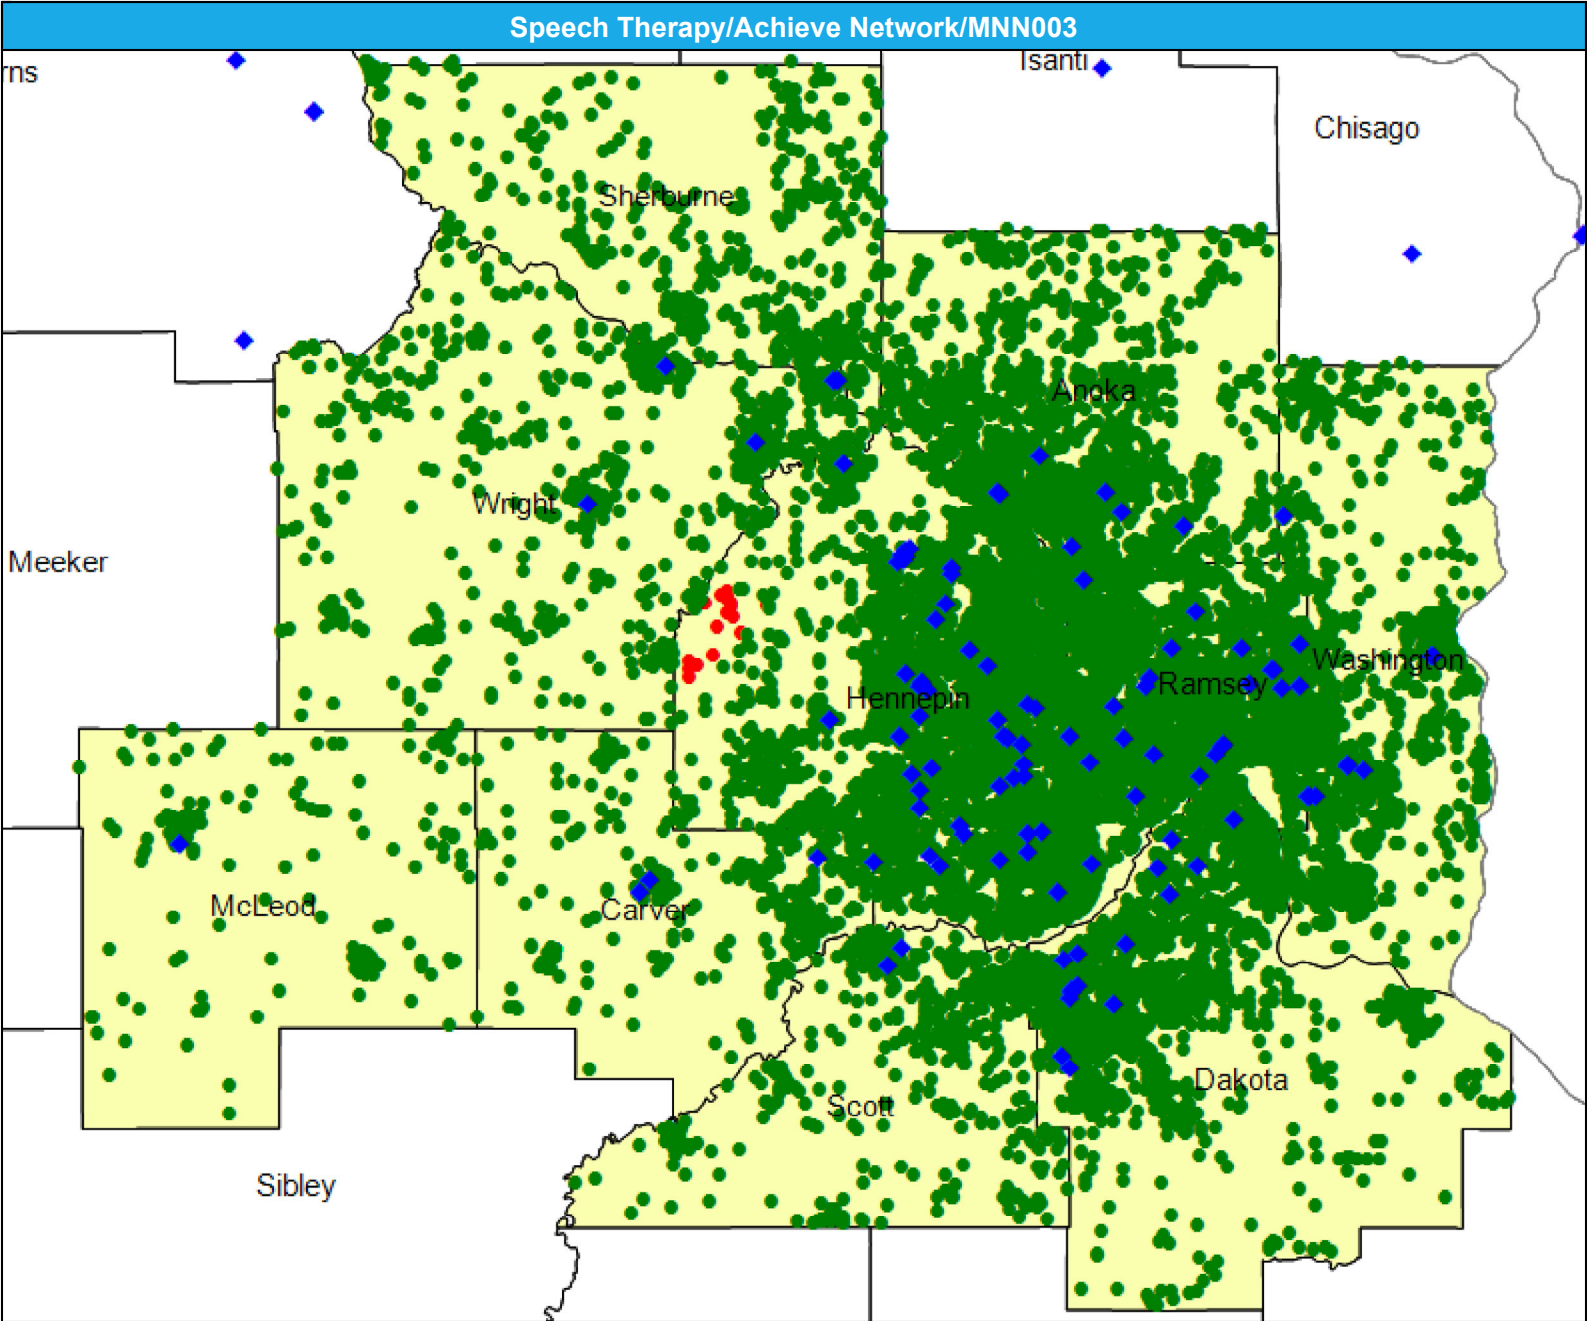 Speech Therapy/Achieve Network/MNN003
rns
Isanti
Chisago
Sherburne
Anoka
Wright
Meeker
Washington
Ramsey
Hennepin
McLeod
Carver
Dakota
Scott
Sibley